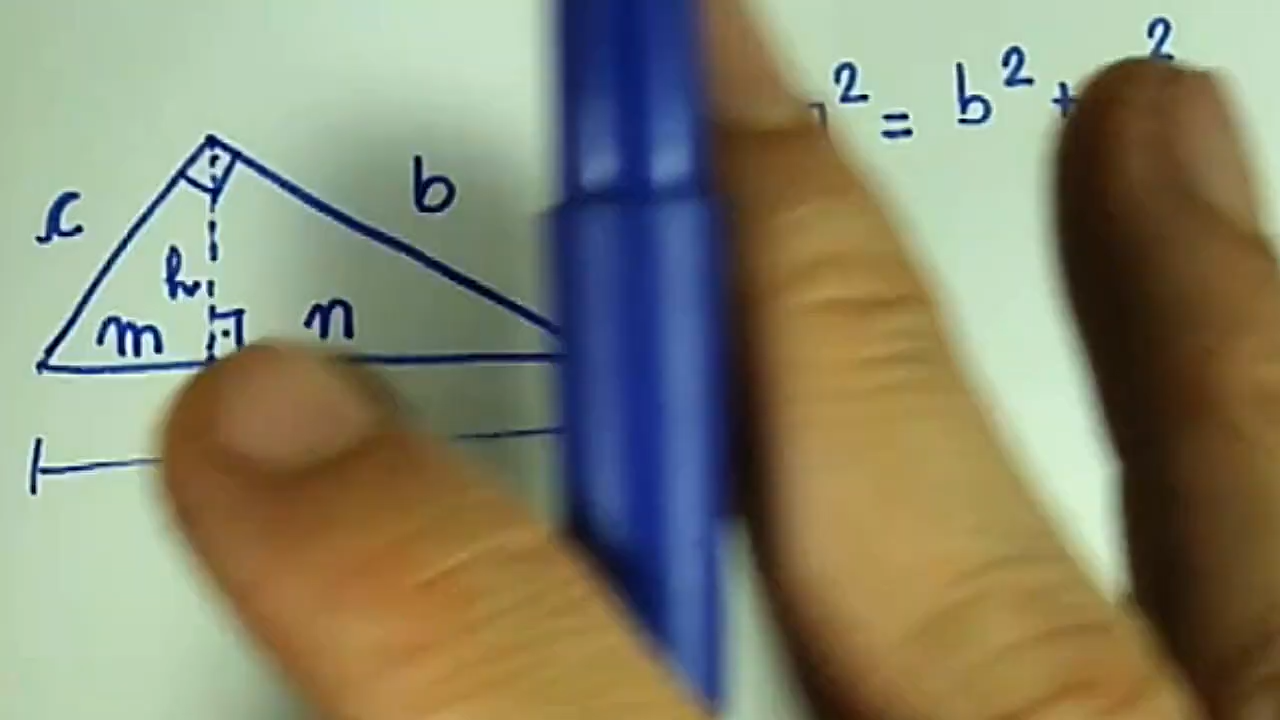 ² = b² + ²
c
b
h
m
n